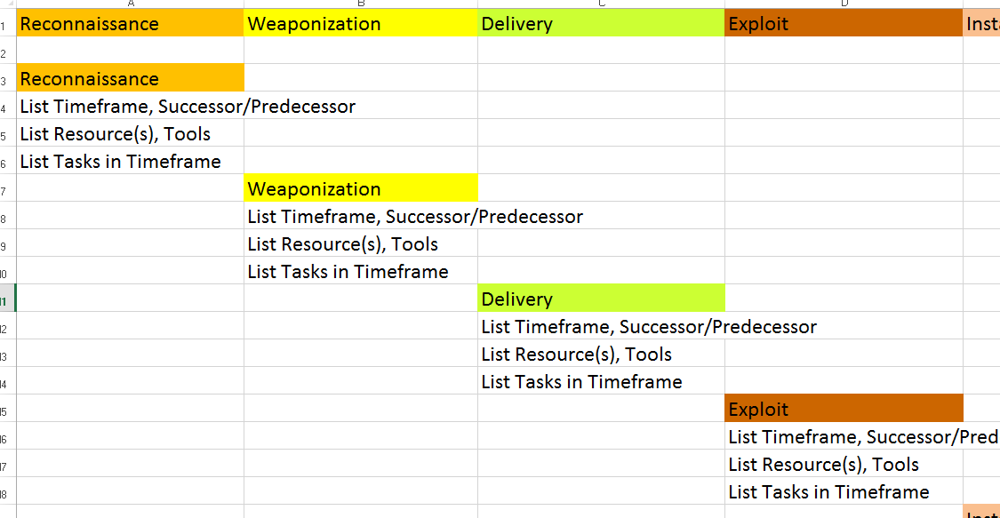 A B C D
1 Reconnaissance Weaponization Delivery Exploit
2
3 Reconnaissance
4 List Timeframe, Successor/Predecessor
5 List Resource(s), Tools
6 List Tasks in Timeframe
7 Weaponization
8 List Timeframe, Successor/Predecessor
9 List Resource(s), Tools
10 List Tasks in Timeframe
11 Delivery
12 List Timeframe, Successor/Predecessor
13 List Resource(s), Tools
14 List Tasks in Timeframe
15 Exploit
16 List Timeframe, Successor/Pred
17 List Resource(s), Tools
18 List Tasks in Timeframe